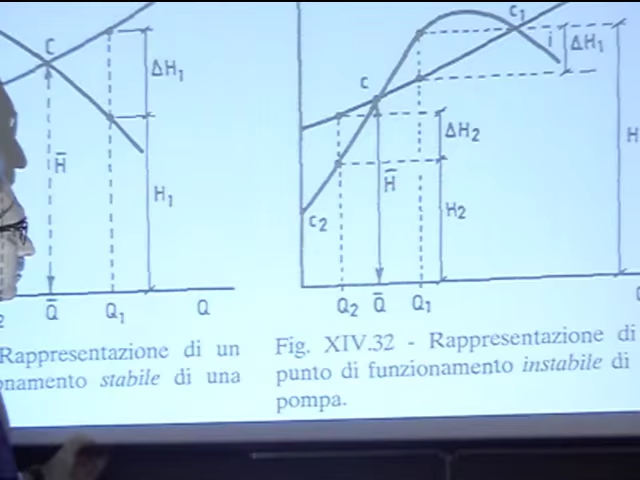 C
ΔH₁
H̅
H₁
Q̅
Q₁
Q
Rappresentazione di un
stabile di una
c₁
i
ΔH₁
c
ΔH₂
H̅
H₂
H
c₂
Q₂
Q̅
Q₁
Fig. XIV.32 - Rappresentazione di
punto di funzionamento instabile di
pompa.